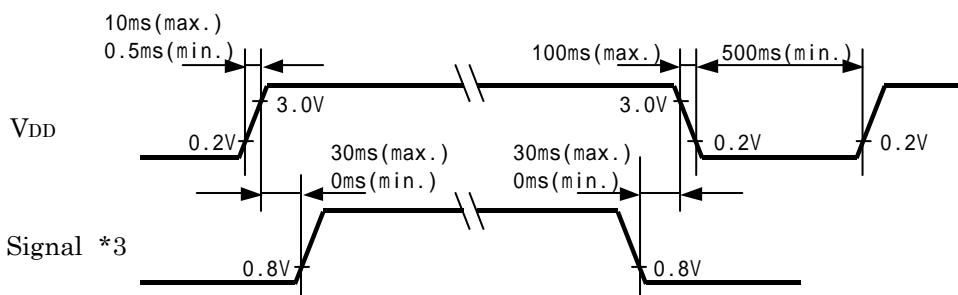 10ms(max.)
0.5ms(min.)
100ms(max.)
500ms(min.)
3.0V
3.0V
VDD
0.2V
0.2V
0.2V
30ms(max.)
0ms(min.)
30ms(max.)
0ms(min.)
Signal *3
0.8V
0.8V